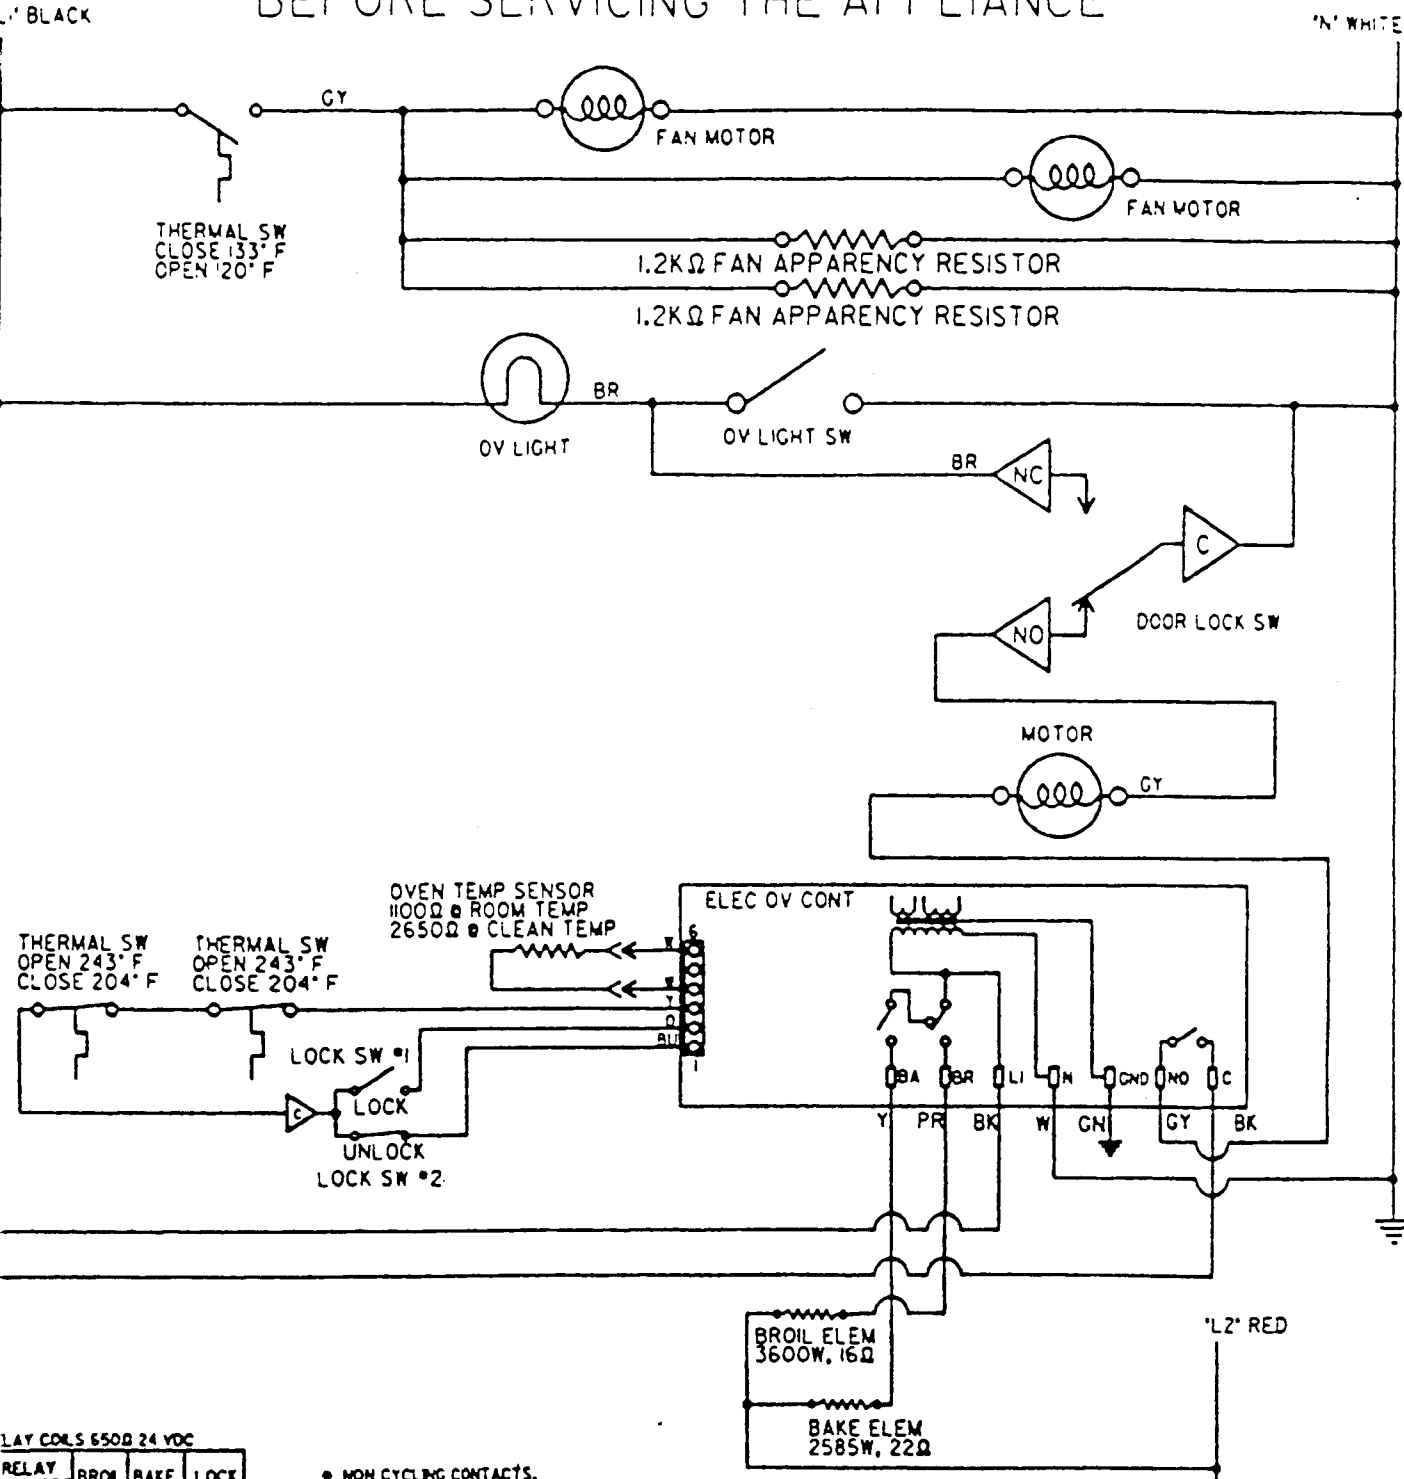 BLACK
BEFORE SERVICING THE APPLIANCE
"N" WHITE
GY
FAN MOTOR
FAN MOTOR
THERMAL SW
CLOSE 133° F
OPEN 120° F
1.2KΩ FAN APPARENCY RESISTOR
1.2KΩ FAN APPARENCY RESISTOR
BR
OV LIGHT
OV LIGHT SW
BR
NC
C
DOOR LOCK SW
NO
MOTOR
GY
OVEN TEMP SENSOR
1100Ω @ ROOM TEMP
2650Ω @ CLEAN TEMP
ELEC OV CONT
6
THERMAL SW
OPEN 243° F
CLOSE 204° F
THERMAL SW
OPEN 243° F
CLOSE 204° F
W
W
Y
O
BU
1
LOCK SW #1
LOCK
C
UNLOCK
LOCK SW #2
BA
BR
L1
N
GND
NO
C
Y
PR
BK
W
GN
GY
BK
BROIL ELEM
3600W, 16Ω
"L2" RED
BAKE ELEM
2585W, 22Ω
LAY COILS 650Ω 24 VDC
RELAY
BROIL
BAKE
LOCK
* NON CYCLING CONTACTS.